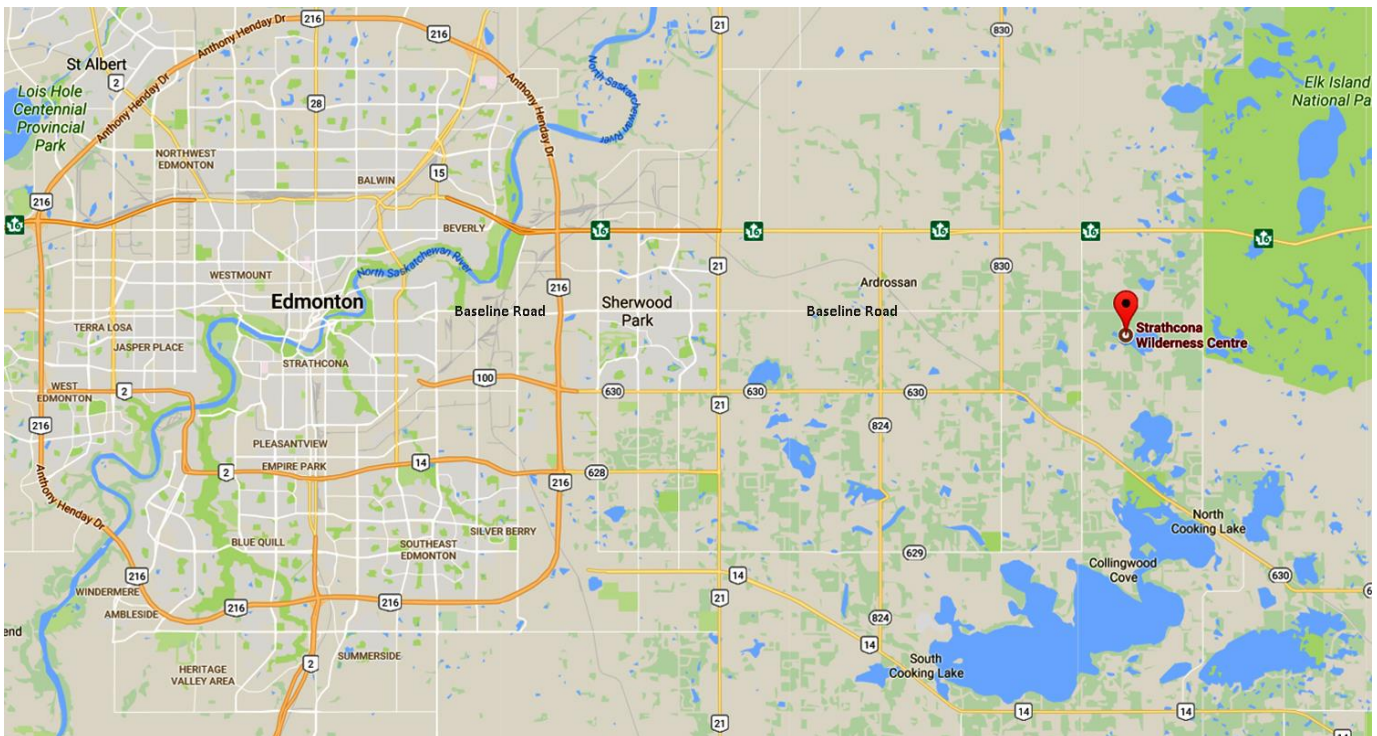 216
Anthony Henday Dr
21
830
216
St Albert
2
Anthony Henday Dr
Anthony Henday Dr
North Saskatchewan River
Elk Island
National Pa
Lois Hole
Centennial
Provincial
Park
28
NORTHWEST
EDMONTON
BALWIN
15
216
16
BEVERLY
16
16
16
16
16
WESTMOUNT
North Saskatchewan River
21
830
Edmonton
216
Ardrossan
Baseline Road
Sherwood
Park
Baseline Road
TERRA LOSA
JASPER PLACE
STRATHCONA
Strathcona
Wilderness Centre
WEST
EDMONTON
2
100
630
630
630
21
216
824
PLEASANTVIEW
EMPIRE PARK
2
14
628
216
Anthony Henday Dr
North
Cooking Lake
BLUE QUILL
SOUTHEAST
EDMONTON
SILVER BERRY
629
Collingwood
Cove
216
14
630
6
WINDERMERE
AMBLESIDE
216
216
21
824
end
14
HERITAGE
VALLEY AREA
2
SUMMERSIDE
South
Cooking Lake
21
14
14
14